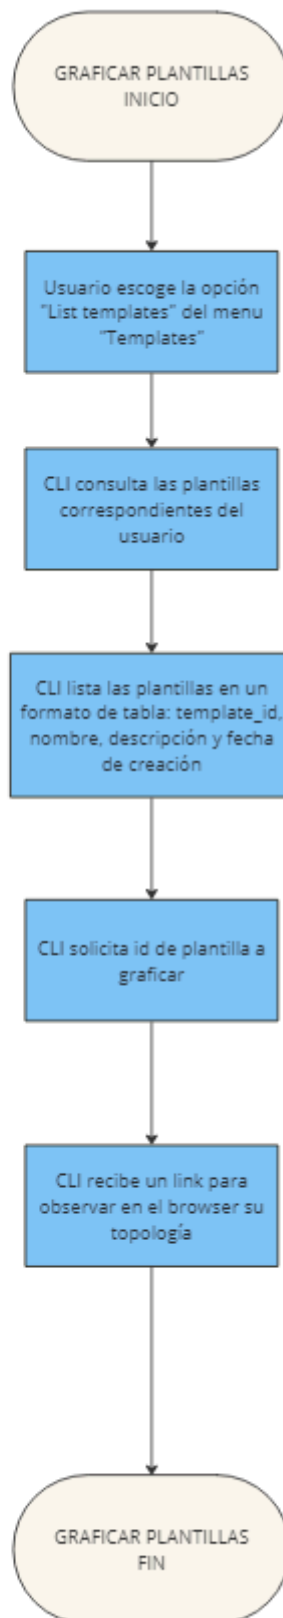 GRAFICAR PLANTILLAS
INICIO
Usuario escoge la opción
"List templates" del menu
"Templates"
CLI consulta las plantillas
correspondientes del
usuario
CLI lista las plantillas en un
formato de tabla: template_id,
nombre, descripción y fecha
de creación
CLI solicita id de plantilla a
graficar
CLI recibe un link para
observar en el browser su
topología
GRAFICAR PLANTILLAS
FIN